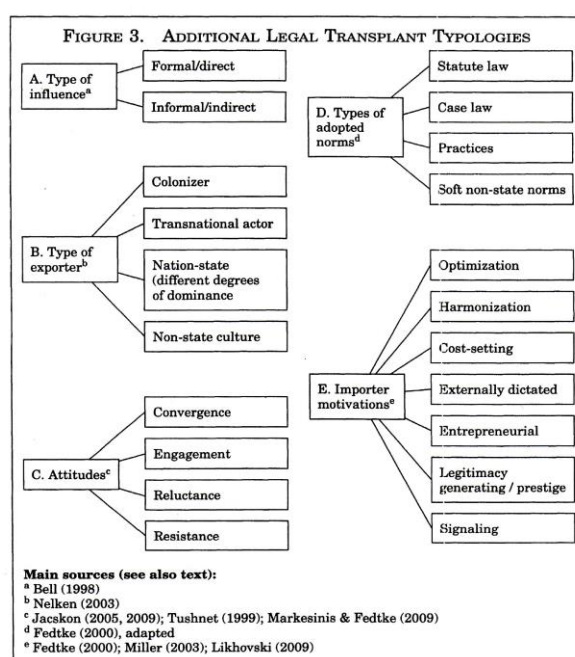 FIGURE 3. ADDITIONAL LEGAL TRANSPLANT TYPOLOGIES
A. Type of
influence^a
Formal/direct
Informal/indirect
B. Type of
exporter^b
Colonizer
Transnational actor
Nation-state
(different degrees
of dominance
Non-state culture
C. Attitudes^c
Convergence
Engagement
Reluctance
Resistance
D. Types of
adopted
norms^d
Statute law
Case law
Practices
Soft non-state norms
E. Importer
motivations^e
Optimization
Harmonization
Cost-setting
Externally dictated
Entrepreneurial
Legitimacy
generating / prestige
Signaling
Main sources (see also text):
^a Bell (1998)
^b Nelken (2003)
^c Jacskon (2005, 2009); Tushnet (1999); Markesinis & Fedtke (2009)
^d Fedtke (2000), adapted
^e Fedtke (2000); Miller (2003); Likhovski (2009)